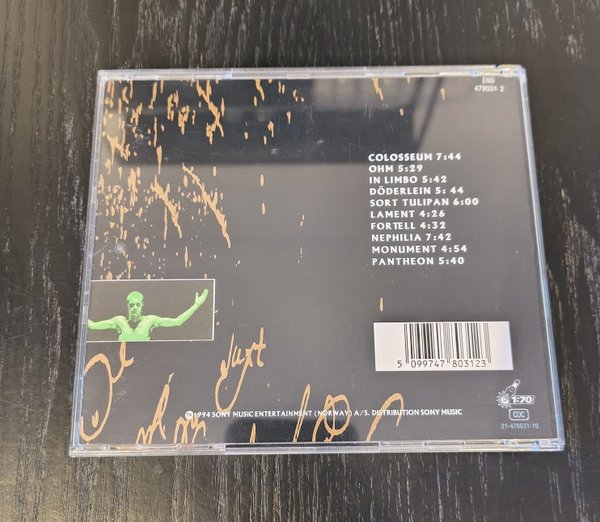 ENS
478031 2
COLOSSEUM 7:44
OHM 5:29
IN LIMBO 5:42
DÖDERLEIN 5: 44
SORT TULIPAN 6:00
LAMENT 4:26
FORTELL 4:32
NEPHILIA 7:42
MONUMENT 4:54
PANTHEON 5:40
5 099747 803123
℗©1994 SONY MUSIC ENTERTAINMENT (NORWAY) A/S. DISTRIBUTION SONY MUSIC
1:70
CDC
21-478031-10